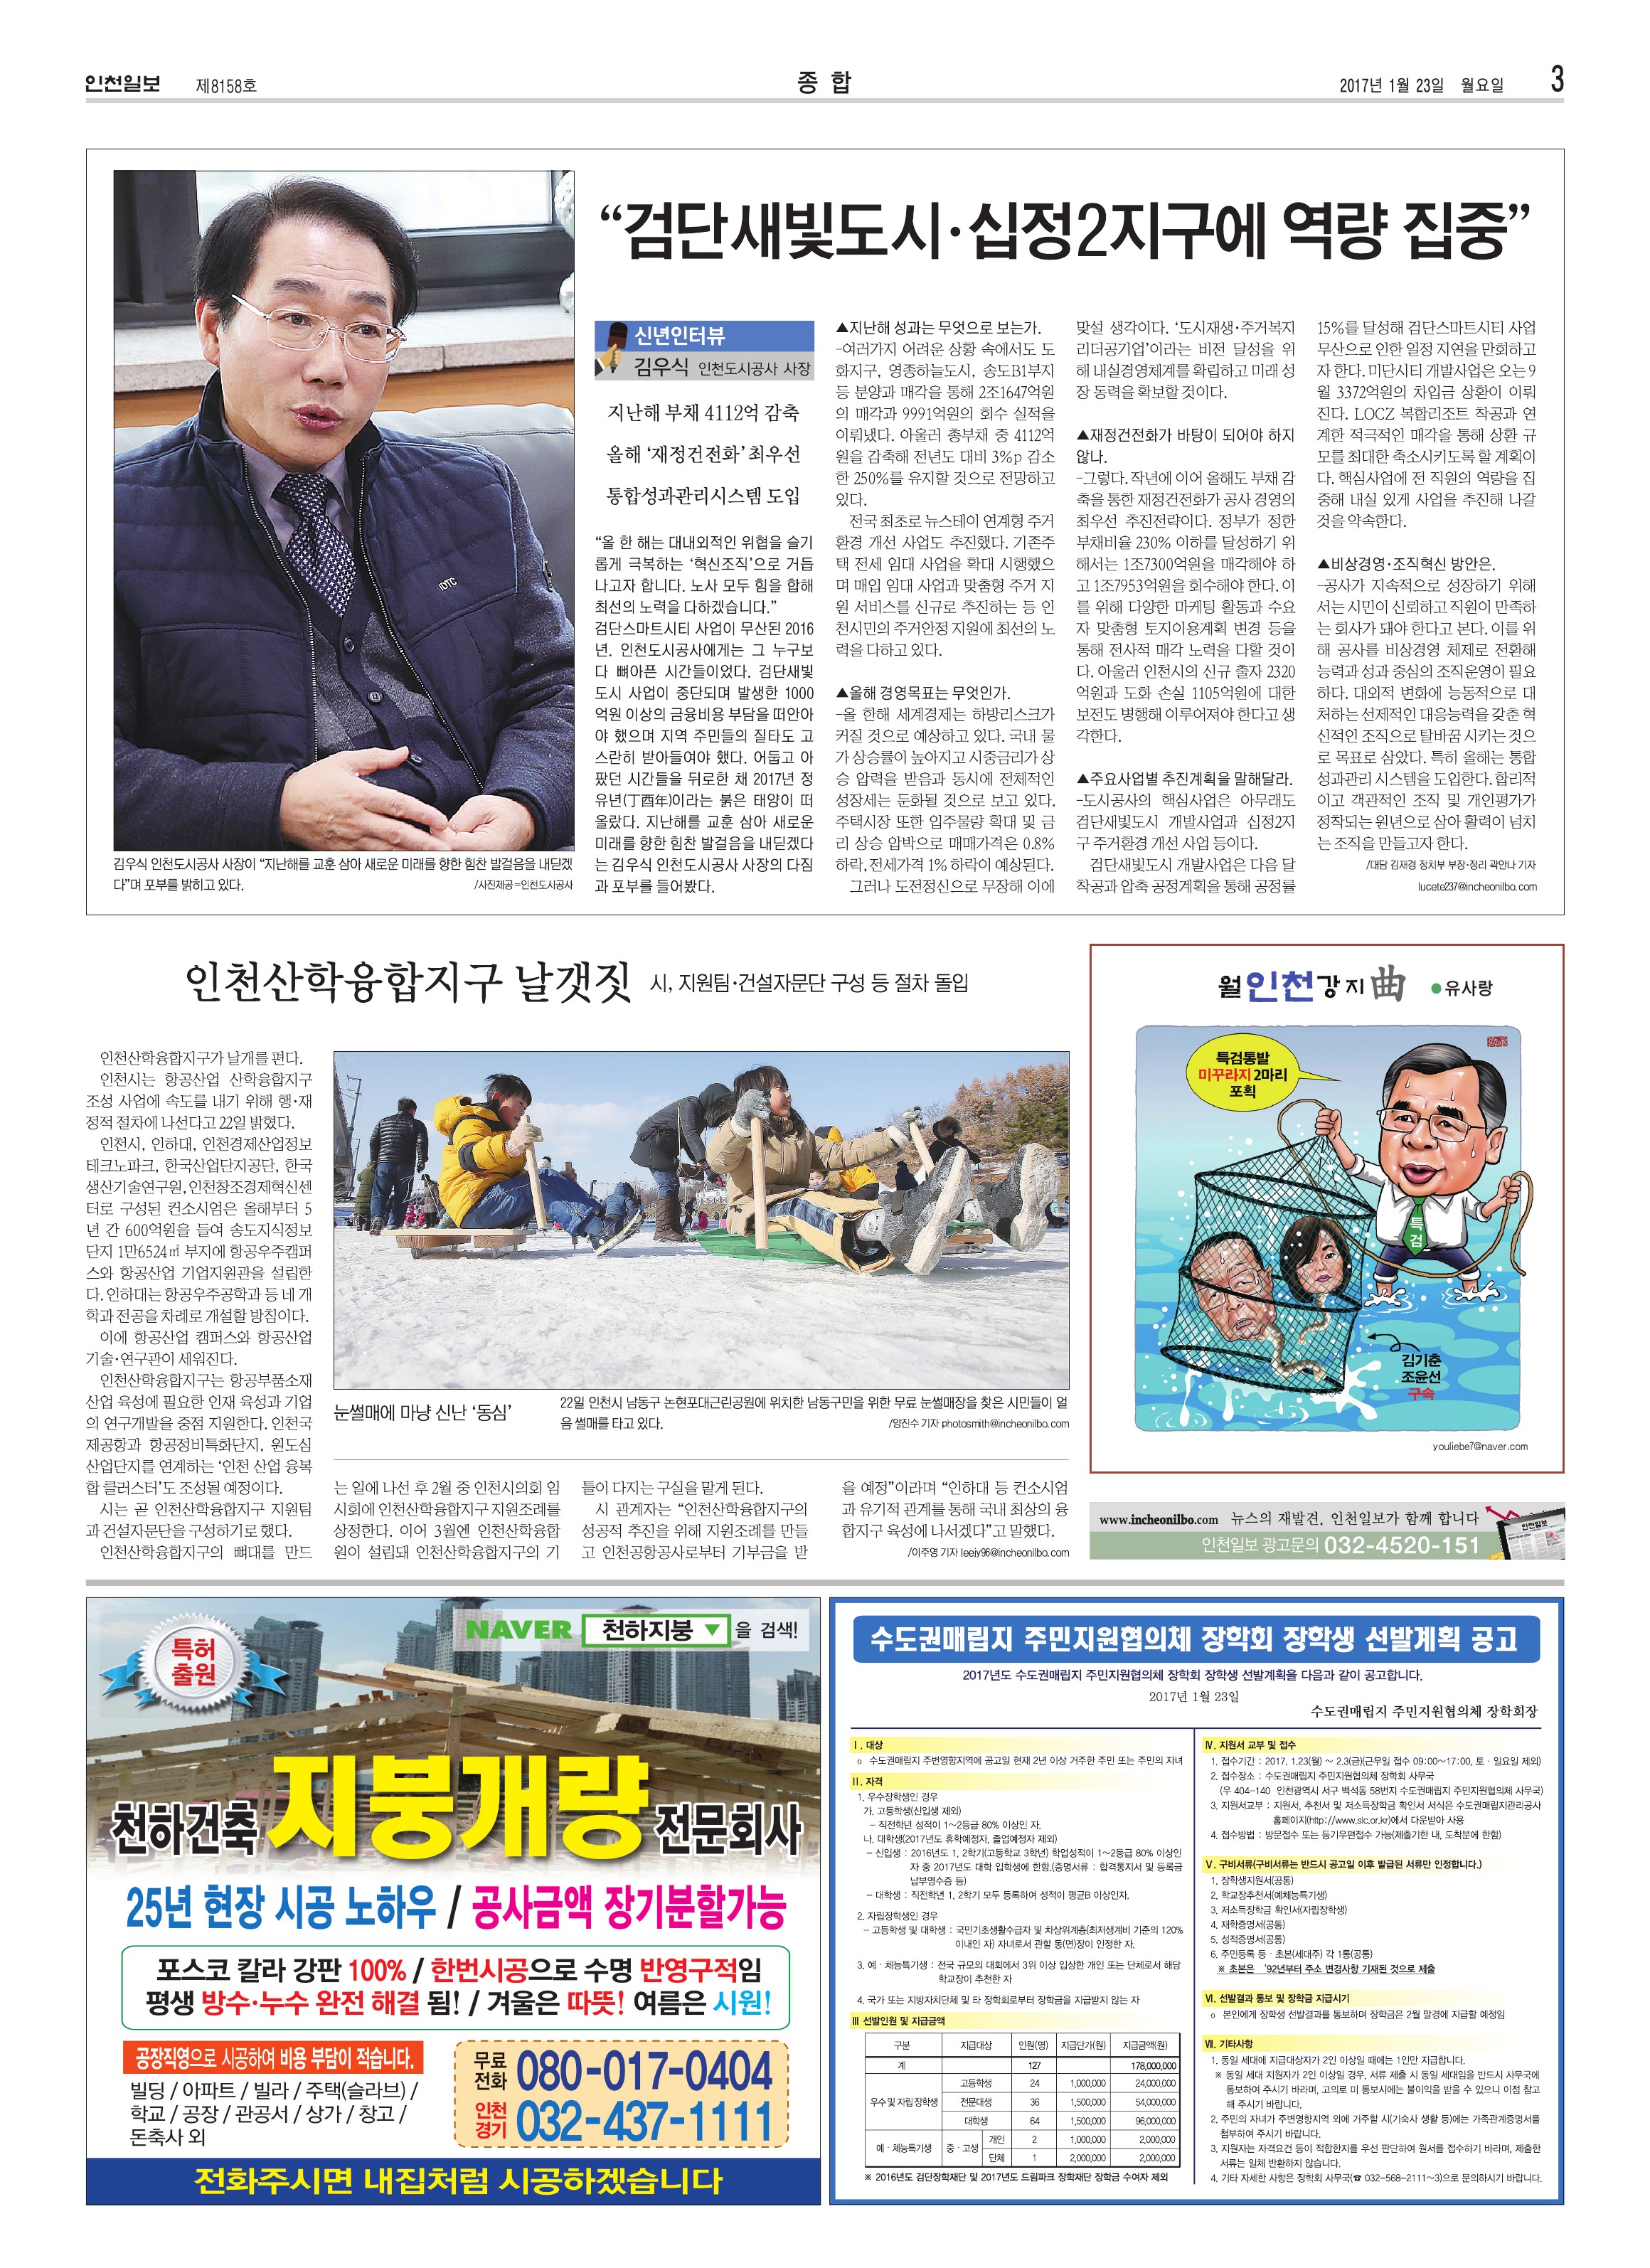 인천일보 제8158호
종 합
2017년 1월 23일 월요일 3
“검단새빛도시·십정2지구에 역량 집중”
김우식 인천도시공사 사장이 “지난해를 교훈 삼아 새로운 미래를 향한 힘찬 발걸음을 내딛겠
다”며 포부를 밝히고 있다. /사진제공=인천도시공사
신년인터뷰
김우식 인천도시공사 사장
지난해 부채 4112억 감축
올해 ‘재정건전화’ 최우선
통합성과관리시스템 도입
“올 한 해는 대내외적인 위협을 슬기
롭게 극복하는 ‘혁신조직’으로 거듭
나고자 합니다. 노사 모두 힘을 합해
최선의 노력을 다하겠습니다.”
검단스마트시티 사업이 무산된 2016
년. 인천도시공사에게는 그 누구보
다 뼈아픈 시간들이었다. 검단새빛
도시 사업이 중단되며 발생한 1000
억원 이상의 금융비용 부담을 떠안아
야 했으며 지역 주민들의 질타도 고
스란히 받아들여야 했다. 어둡고 아
팠던 시간들을 뒤로한 채 2017년 정
유년(丁酉年)이라는 붉은 태양이 떠
올랐다. 지난해를 교훈 삼아 새로운
미래를 향한 힘찬 발걸음을 내딛겠다
는 김우식 인천도시공사 사장의 다짐
과 포부를 들어봤다.
▲지난해 성과는 무엇으로 보는가.
-여러가지 어려운 상황 속에서도 도
화지구, 영종하늘도시, 송도B1부지
등 분양과 매각을 통해 2조1647억원
의 매각과 9991억원의 회수 실적을
이뤄냈다. 아울러 총부채 중 4112억
원을 감축해 전년도 대비 3%p 감소
한 250%를 유지할 것으로 전망하고
있다.
전국 최초로 뉴스테이 연계형 주거
환경 개선 사업도 추진했다. 기존주
택 전세 임대 사업을 확대 시행했으
며 매입 임대 사업과 맞춤형 주거 지
원 서비스를 신규로 추진하는 등 인
천시민의 주거안정 지원에 최선의 노
력을 다하고 있다.
▲올해 경영목표는 무엇인가.
-올 한해 세계경제는 하방리스크가
커질 것으로 예상하고 있다. 국내 물
가 상승률이 높아지고 시중금리가 상
승 압력을 받음과 동시에 전체적인
성장세는 둔화될 것으로 보고 있다.
주택시장 또한 입주물량 확대 및 금
리 상승 압박으로 매매가격은 0.8%
하락, 전세가격 1% 하락이 예상된다.
그러나 도전정신으로 무장해 이에
맞설 생각이다. ‘도시재생·주거복지
리더공기업’이라는 비전 달성을 위
해 내실경영체계를 확립하고 미래 성
장 동력을 확보할 것이다.
▲재정건전화가 바탕이 되어야 하지
않나.
-그렇다. 작년에 이어 올해도 부채 감
축을 통한 재정건전화가 공사 경영의
최우선 추진전략이다. 정부가 정한
부채비율 230% 이하를 달성하기 위
해서는 1조7300억원을 매각해야 하
고 1조7953억원을 회수해야 한다. 이
를 위해 다양한 마케팅 활동과 수요
자 맞춤형 토지이용계획 변경 등을
통해 전사적 매각 노력을 다할 것이
다. 아울러 인천시의 신규 출자 2320
억원과 도화 손실 1105억원에 대한
보전도 병행해 이루어져야 한다고 생
각한다.
▲주요사업별 추진계획을 말해달라.
-도시공사의 핵심사업은 아무래도
검단새빛도시 개발사업과 십정2지
구 주거환경 개선 사업 등이다.
검단새빛도시 개발사업은 다음 달
착공과 압축 공정계획을 통해 공정률
15%를 달성해 검단스마트시티 사업
무산으로 인한 일정 지연을 만회하고
자 한다. 미단시티 개발사업은 오는 9
월 3372억원의 차입금 상환이 이뤄
진다. LOCZ 복합리조트 착공과 연
계한 적극적인 매각을 통해 상환 규
모를 최대한 축소시키도록 할 계획이
다. 핵심사업에 전 직원의 역량을 집
중해 내실 있게 사업을 추진해 나갈
것을 약속한다.
▲비상경영·조직혁신 방안은.
-공사가 지속적으로 성장하기 위해
서는 시민이 신뢰하고 직원이 만족하
는 회사가 돼야 한다고 본다. 이를 위
해 공사를 비상경영 체제로 전환해
능력과 성과 중심의 조직운영이 필요
하다. 대외적 변화에 능동적으로 대
처하는 선제적인 대응능력을 갖춘 혁
신적인 조직으로 탈바꿈 시키는 것으
로 목표로 삼았다. 특히 올해는 통합
성과관리 시스템을 도입한다. 합리적
이고 객관적인 조직 및 개인평가가
정착되는 원년으로 삼아 활력이 넘치
는 조직을 만들고자 한다.
/대담 김재경 정치부 부장·정리 곽안나 기자
lucete237@incheonilbo.com
인천산학융합지구 날갯짓 시, 지원팀·건설자문단 구성 등 절차 돌입
인천산학융합지구가 날개를 편다.
인천시는 항공산업 산학융합지구
조성 사업에 속도를 내기 위해 행·재
정적 절차에 나선다고 22일 밝혔다.
인천시, 인하대, 인천경제산업정보
테크노파크, 한국산업단지공단, 한국
생산기술연구원, 인천창조경제혁신센
터로 구성된 컨소시엄은 올해부터 5
년 간 600억원을 들여 송도지식정보
단지 1만6524㎡ 부지에 항공우주캠퍼
스와 항공산업 기업지원관을 설립한
다. 인하대는 항공우주공학과 등 네 개
학과 전공을 차례로 개설할 방침이다.
이에 항공산업 캠퍼스와 항공산업
기술·연구관이 세워진다.
인천산학융합지구는 항공부품소재
산업 육성에 필요한 인재 육성과 기업
의 연구개발을 중점 지원한다. 인천국
제공항과 항공정비특화단지, 원도심
산업단지를 연계하는 ‘인천 산업 융복
합 클러스터’도 조성될 예정이다.
시는 곧 인천산학융합지구 지원팀
과 건설자문단을 구성하기로 했다.
인천산학융합지구의 뼈대를 만드
는 일에 나선 후 2월 중 인천시의회 임
시회에 인천산학융합지구 지원조례를
상정한다. 이어 3월엔 인천산학융합
원이 설립돼 인천산학융합지구의 기
틀이 다지는 구실을 맡게 된다.
시 관계자는 “인천산학융합지구의
성공적 추진을 위해 지원조례를 만들
고 인천공항공사로부터 기부금을 받
을 예정”이라며 “인하대 등 컨소시엄
과 유기적 관계를 통해 국내 최상의 융
합지구 육성에 나서겠다”고 말했다.
/이주영 기자 leejy96@incheonilbo.com
눈썰매에 마냥 신난 ‘동심’
22일 인천시 남동구 논현포대근린공원에 위치한 남동구민을 위한 무료 눈썰매장을 찾은 시민들이 얼
음 썰매를 타고 있다. /양진수 기자 photosmith@incheonilbo.com
월인천강지曲 ●유사랑
특검통발
미꾸라지 2마리
포획
특
검
김기춘
조윤선
구속
youliebe7@naver.com
www.incheonilbo.com 뉴스의 재발견, 인천일보가 함께 합니다
인천일보 광고문의 032-4520-151
인천일보
특허
출원
NAVER 천하지붕 ▼ 을 검색!
천하건축 지붕개량 전문회사
25년 현장 시공 노하우 / 공사금액 장기분할가능
포스코 칼라 강판 100% / 한번시공으로 수명 반영구적임
평생 방수·누수 완전 해결 됨! / 겨울은 따뜻! 여름은 시원!
공장직영으로 시공하여 비용 부담이 적습니다.
빌딩 / 아파트 / 빌라 / 주택(슬라브) /
학교 / 공장 / 관공서 / 상가 / 창고 /
돈축사 외
무료전화 080-017-0404
인천경기 032-437-1111
전화주시면 내집처럼 시공하겠습니다
수도권매립지 주민지원협의체 장학회 장학생 선발계획 공고
2017년도 수도권매립지 주민지원협의체 장학회 장학생 선발계획을 다음과 같이 공고합니다.
2017년 1월 23일
수도권매립지 주민지원협의체 장학회장
Ⅰ. 대상
o 수도권매립지 주변영향지역에 공고일 현재 2년 이상 거주한 주민 또는 주민의 자녀
Ⅱ. 자격
1. 우수장학생인 경우
가. 고등학생(신입생 제외)
- 직전학년 성적이 1~2등급 80% 이상인 자.
나. 대학생(2017년도 휴학예정자, 졸업예정자 제외)
- 신입생 : 2016년도 1, 2학기(고등학교 3학년) 학업성적이 1~2등급 80% 이상인
자 중 2017년도 대학 입학생에 한함.(증명서류 : 합격통지서 및 등록금
납부영수증 등)
- 대학생 : 직전학년 1, 2학기 모두 등록하여 성적이 평균B 이상인자.
2. 자립장학생인 경우
- 고등학생 및 대학생 : 국민기초생활수급자 및 차상위계층(최저생계비 기준의 120%
이내인 자) 자녀로서 관할 동(면)장이 인정한 자.
3. 예·체능특기생 : 전국 규모의 대회에서 3위 이상 입상한 개인 또는 단체로서 해당
학교장이 추천한 자
4. 국가 또는 지방자치단체 및 타 장학회로부터 장학금을 지급받지 않는 자
Ⅲ 선발인원 및 지급금액
구분 지급대상 인원(명) 지급단가(원) 지급금액(원)
계 127 178,000,000
우수 및 자립 장학생 고등학생 24 1,000,000 24,000,000
전문대생 36 1,500,000 54,000,000
대학생 64 1,500,000 96,000,000
예·체능특기생 중·고생 개인 2 1,000,000 2,000,000
단체 1 2,000,000 2,000,000
※ 2016년도 검단장학재단 및 2017년도 드림파크 장학재단 장학금 수여자 제외
Ⅳ. 지원서 교부 및 접수
1. 접수기간 : 2017. 1.23(월) ~ 2.3(금)(근무일 접수 09:00~17:00, 토·일요일 제외)
2. 접수장소 : 수도권매립지 주민지원협의체 장학회 사무국
(우 404-140 인천광역시 서구 백석동 58번지 수도권매립지 주민지원협의체 사무국)
3. 지원서교부 : 지원서, 추천서 및 저소득장학금 확인서 서식은 수도권매립지관리공사
홈페이지(http://www.slc.or.kr)에서 다운받아 사용
4. 접수방법 : 방문접수 또는 등기우편접수 가능(제출기한 내, 도착분에 한함)
Ⅴ. 구비서류(구비서류는 반드시 공고일 이후 발급된 서류만 인정합니다.)
1. 장학생지원서(공통)
2. 학교장추천서(예체능특기생)
3. 저소득장학금 확인서(자립장학생)
4. 재학증명서(공통)
5. 성적증명서(공통)
6. 주민등록 등·초본(세대주) 각 1통(공통)
※ 초본은 ’92년부터 주소 변경사항 기재된 것으로 제출
Ⅵ. 선발결과 통보 및 장학금 지급시기
o 본인에게 장학생 선발결과를 통보하며 장학금은 2월 말경에 지급할 예정임
Ⅶ. 기타사항
1. 동일 세대에 지급대상자가 2인 이상일 때에는 1인만 지급합니다.
※ 동일 세대 지원자가 2인 이상일 경우, 서류 제출 시 동일 세대임을 반드시 사무국에
통보하여 주시기 바라며, 고의로 미 통보시에는 불이익을 받을 수 있으니 이점 참고
해 주시기 바랍니다.
2. 주민의 자녀가 주변영향지역 외에 거주할 시(기숙사 생활 등)에는 가족관계증명서를
첨부하여 주시기 바랍니다.
3. 지원자는 자격요건 등이 적합한지를 우선 판단하여 원서를 접수하기 바라며, 제출한
서류는 일체 반환하지 않습니다.
4. 기타 자세한 사항은 장학회 사무국(☎ 032-568-2111~3)으로 문의하시기 바랍니다.